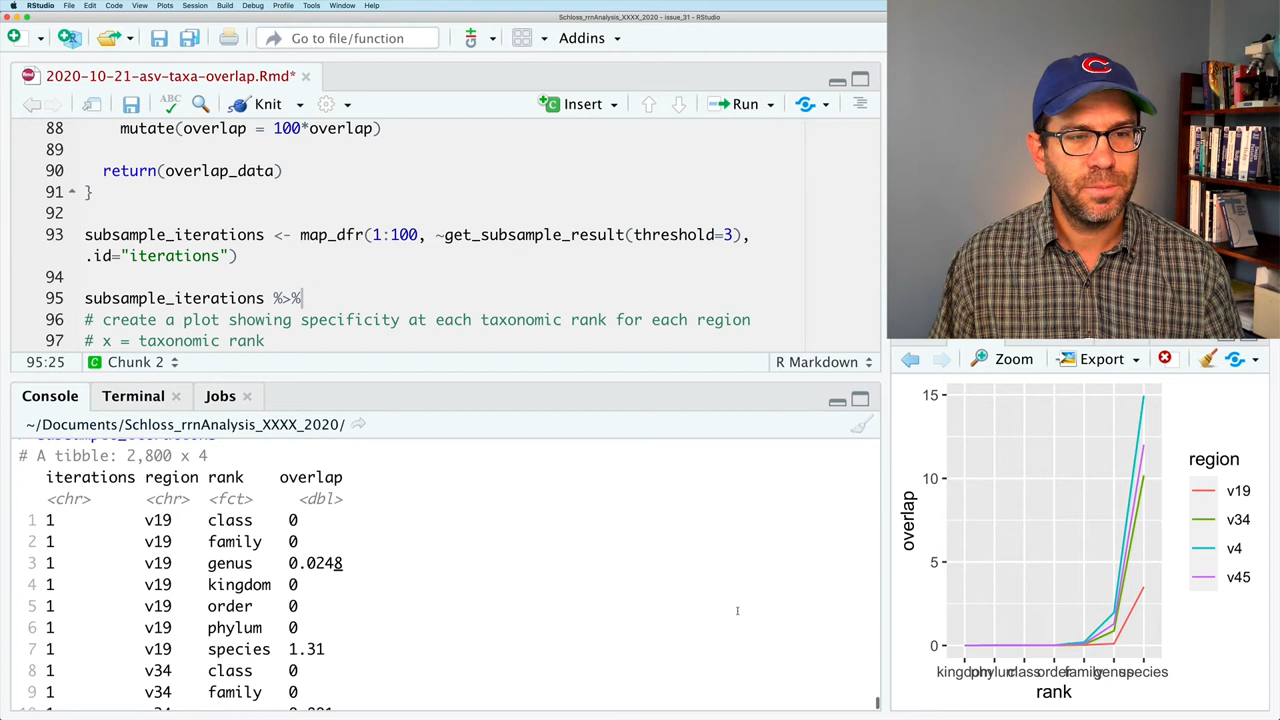 RStudio File Edit Code View Plots Session Build Debug Profile Tools Window Help
Schloss_rrnAnalysis_XXXX_2020 - issue_31 - RStudio
Go to file/function Addins
2020-10-21-asv-taxa-overlap.Rmd*
ABC Knit Insert Run
88 mutate(overlap = 100*overlap)
89
90 return(overlap_data)
91 }
92
93 subsample_iterations <- map_dfr(1:100, ~get_subsample_result(threshold=3),
.id="iterations")
94
95 subsample_iterations %>%
96 # create a plot showing specificity at each taxonomic rank for each region
97 # x = taxonomic rank
95:25 Chunk 2 R Markdown
Console Terminal Jobs
~/Documents/Schloss_rrnAnalysis_XXXX_2020/
# A tibble: 2,800 x 4
iterations region rank overlap
<chr> <chr> <fct> <dbl>
1 1 v19 class 0
2 1 v19 family 0
3 1 v19 genus 0.0248
4 1 v19 kingdom 0
5 1 v19 order 0
6 1 v19 phylum 0
7 1 v19 species 1.31
8 1 v34 class 0
9 1 v34 family 0
C
Zoom Export
15
10
5
0
overlap
kingdom phylum class order family genus species
rank
region
v19
v34
v4
v45